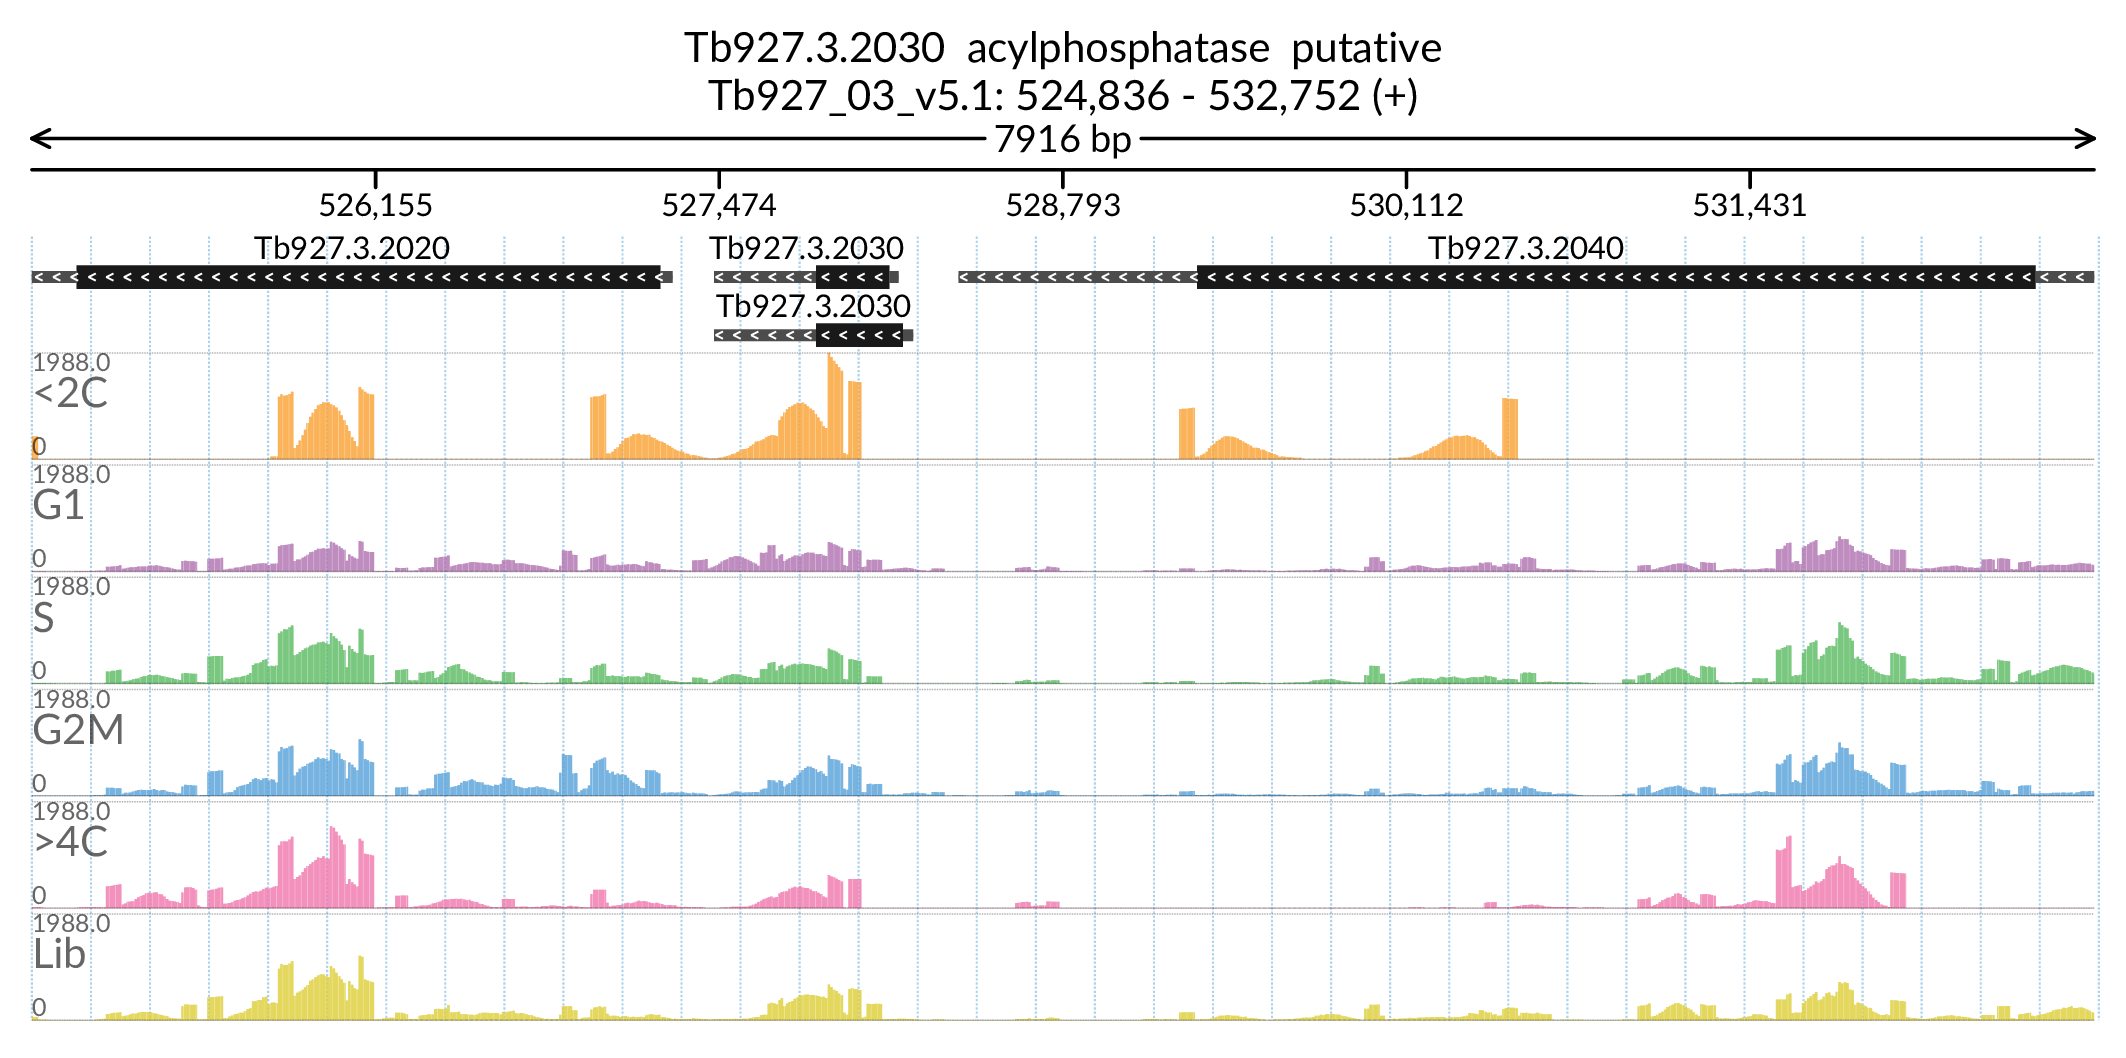 Tb927.3.2030 acylphosphatase putative
Tb927_03_v5.1: 524,836 - 532,752 (+)
7916 bp
526,155 527,474 528,793 530,112 531,431
Tb927.3.2020 Tb927.3.2030 Tb927.3.2040
Tb927.3.2030
1988.0
<2C
0
1988.0
G1
0
1988.0
S
0
1988.0
G2M
0
1988.0
>4C
0
1988.0
Lib
0